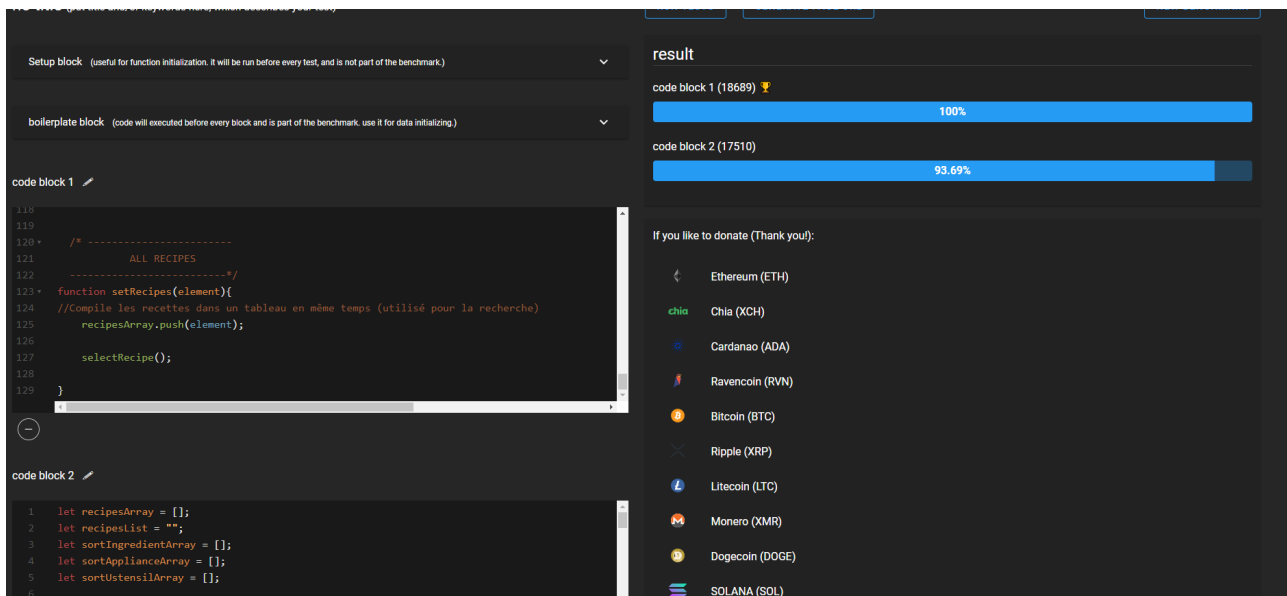 Setup block (useful for function initialization. it will be run before every test, and is not part of the benchmark.)
boilerplate block (code will executed before every block and is part of the benchmark. use it for data initializing.)
code block 1
118
119
120 /* ------------------------
121 ALL RECIPES
122 --------------------------*/
123 function setRecipes(element){
124 //Compile les recettes dans un tableau en même temps (utilisé pour la recherche)
125 recipesArray.push(element);
126
127 selectRecipe();
128
129 }
code block 2
1 let recipesArray = [];
2 let recipesList = "";
3 let sortIngredientArray = [];
4 let sortApplianceArray = [];
5 let sortUstensilArray = [];
6
result
code block 1 (18689)
100%
code block 2 (17510)
93.69%
If you like to donate (Thank you!):
Ethereum (ETH)
chia Chia (XCH)
Cardanao (ADA)
Ravencoin (RVN)
Bitcoin (BTC)
Ripple (XRP)
Litecoin (LTC)
Monero (XMR)
Dogecoin (DOGE)
SOLANA (SOL)